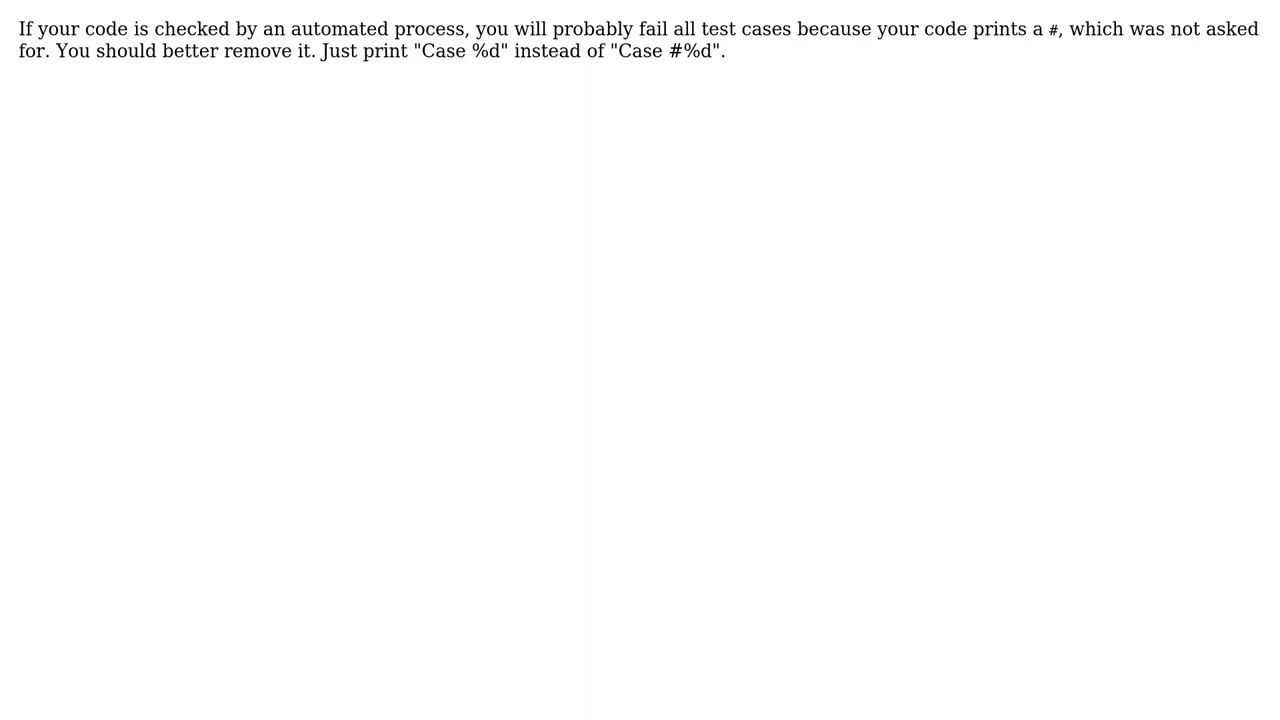 If your code is checked by an automated process, you will probably fail all test cases because your code prints a #, which was not asked
for. You should better remove it. Just print "Case %d" instead of "Case #%d".